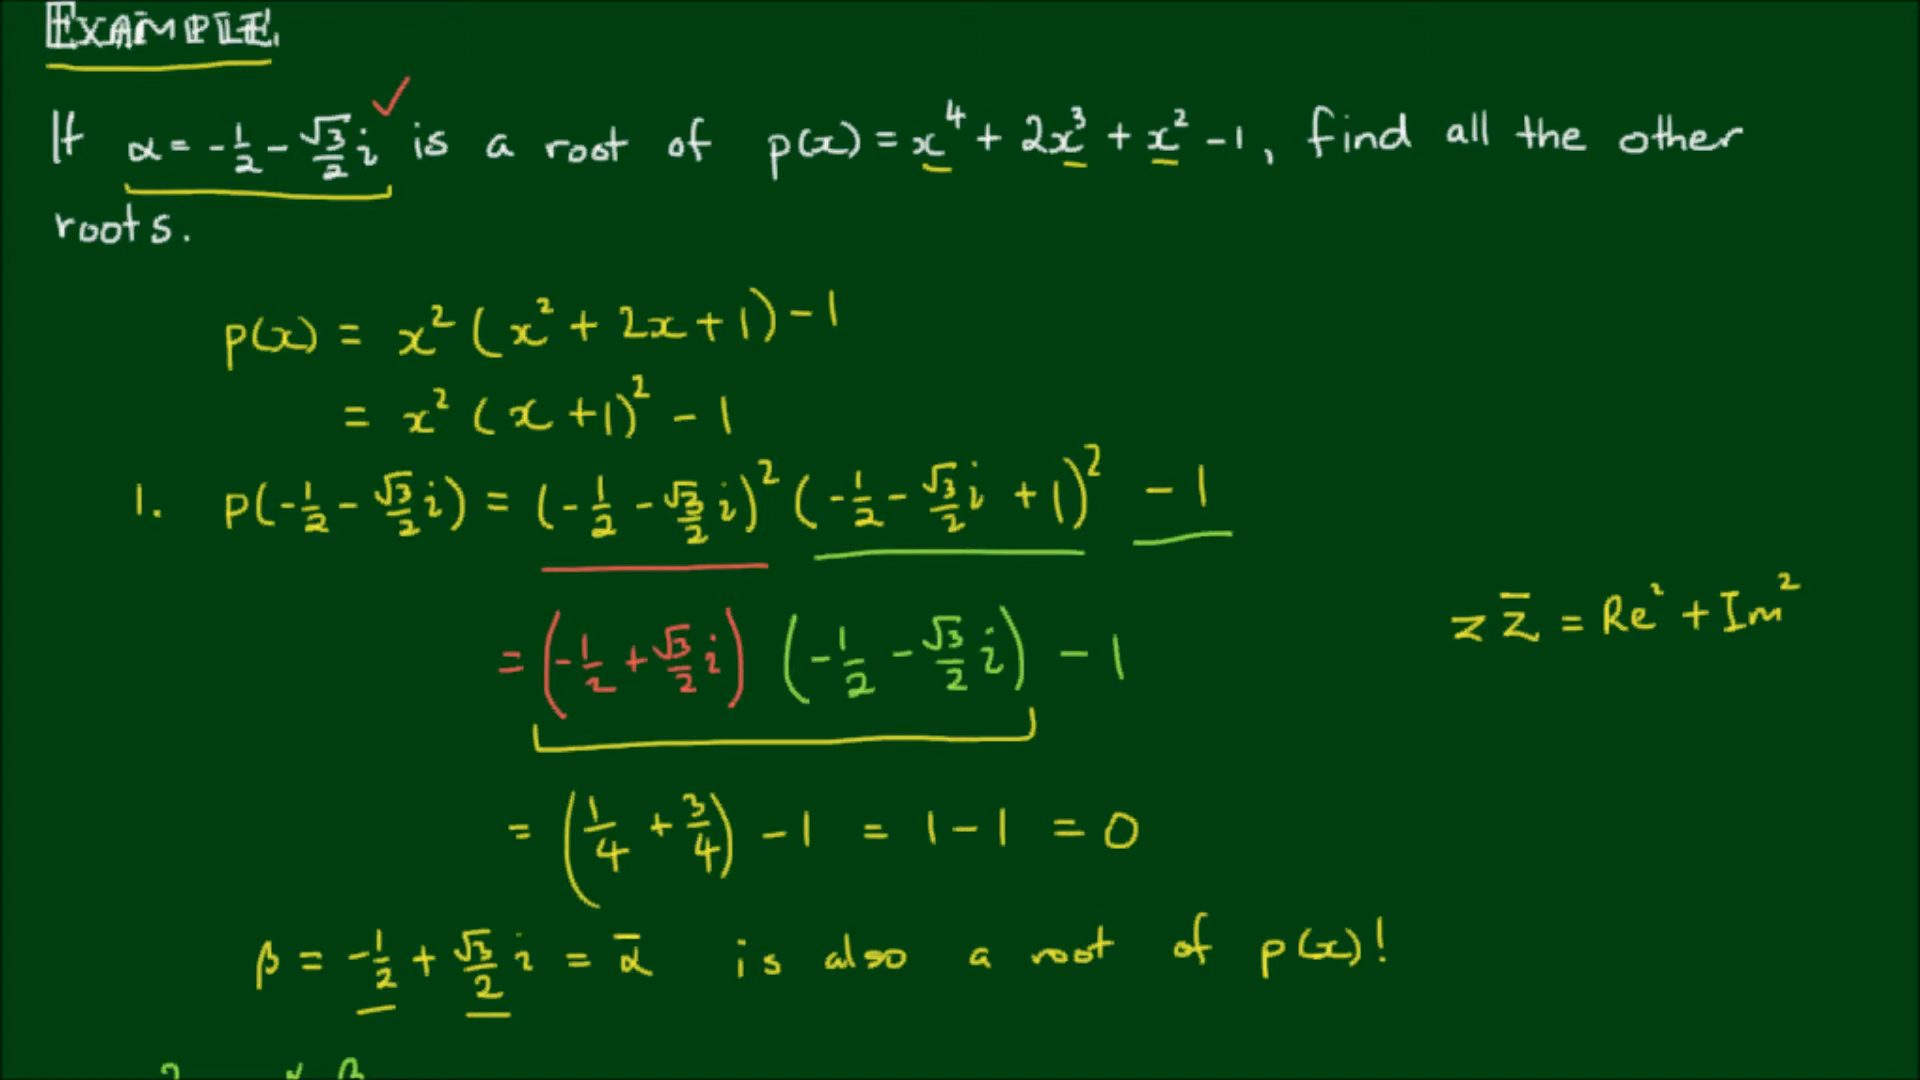 EXAMPLE.
If α = -1/2 - √3/2 i ✓ is a root of p(x) = x⁴ + 2x³ + x² - 1, find all the other
roots.
p(x) = x² (x² + 2x + 1) - 1
= x² (x + 1)² - 1
1. p(-1/2 - √3/2 i) = (-1/2 - √3/2 i)² (-1/2 - √3/2 i + 1)² - 1
= (-1/2 + √3/2 i) (-1/2 - √3/2 i) - 1
z z̄ = Re² + Im²
= (1/4 + 3/4) - 1 = 1 - 1 = 0
β = -1/2 + √3/2 i = ᾱ is also a root of p(x)!